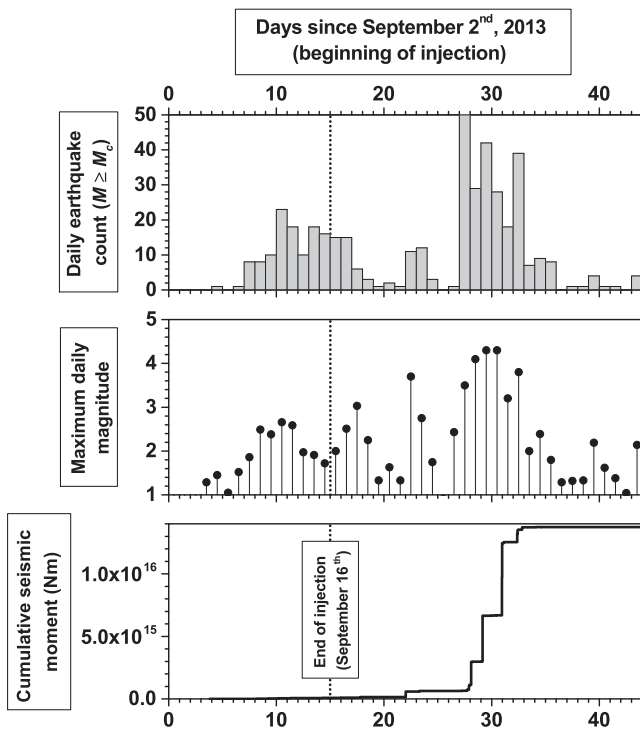 Days since September 2nd, 2013
(beginning of injection)
0 10 20 30 40
Daily earthquake
count (M ≥ Mc)
50
40
30
20
10
0
Maximum daily
magnitude
5
4
3
2
1
Cumulative seismic
moment (Nm)
1.0x10^16
5.0x10^15
0.0
End of injection
(September 16th)
0 10 20 30 40